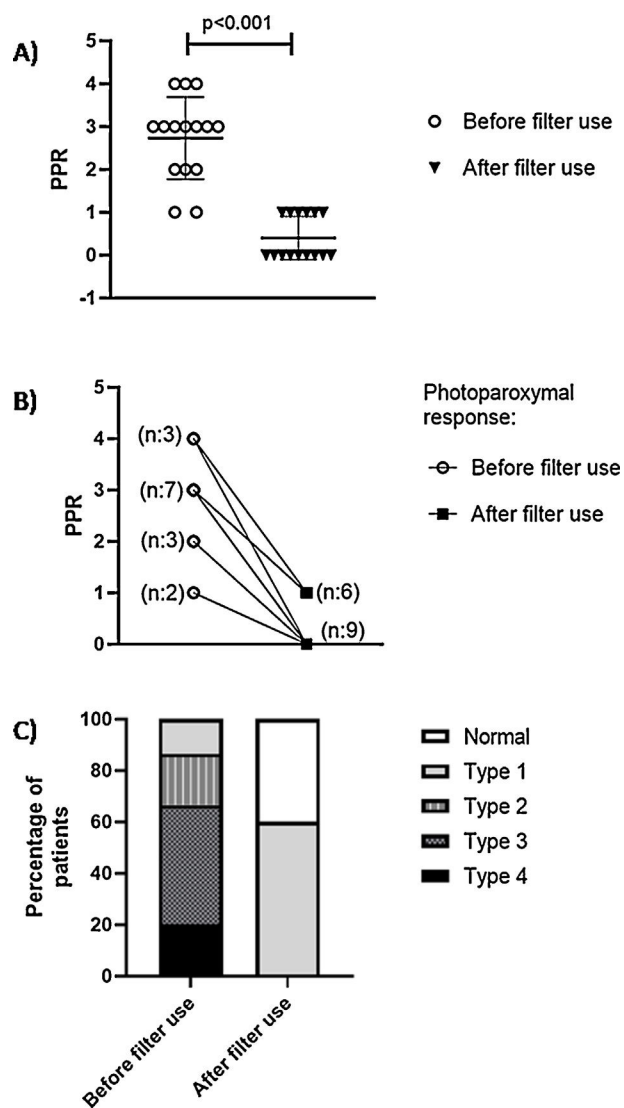 p<0.001
A)
5
4
3
2
1
0
-1
PPR
Before filter use
After filter use
B)
5
4
3
2
1
0
PPR
(n:3)
(n:7)
(n:3)
(n:2)
(n:6)
(n:9)
Photoparoxymal
response:
Before filter use
After filter use
C)
100
80
60
40
20
0
Percentage of
patients
Before filter use
After filter use
Normal
Type 1
Type 2
Type 3
Type 4